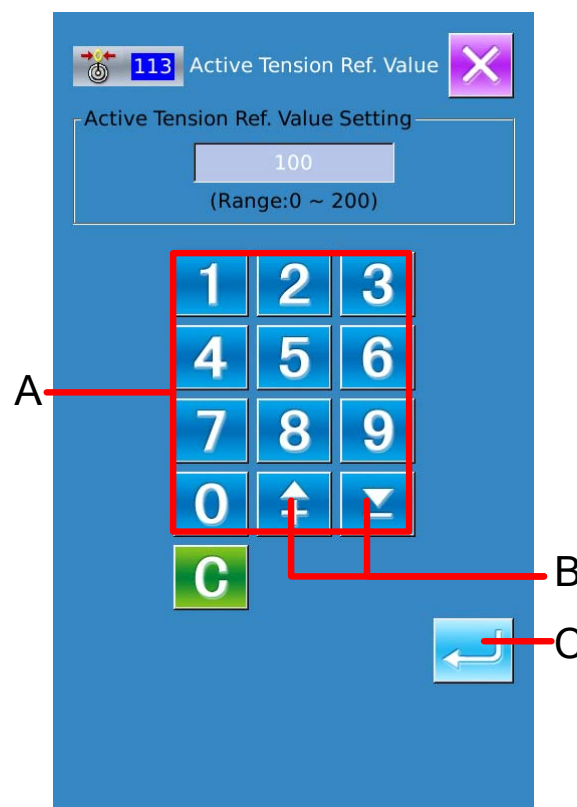 113 Active Tension Ref. Value
Active Tension Ref. Value Setting
100
(Range:0 ~ 200)
1 2 3
4 5 6
A
7 8 9
0
C
B
C